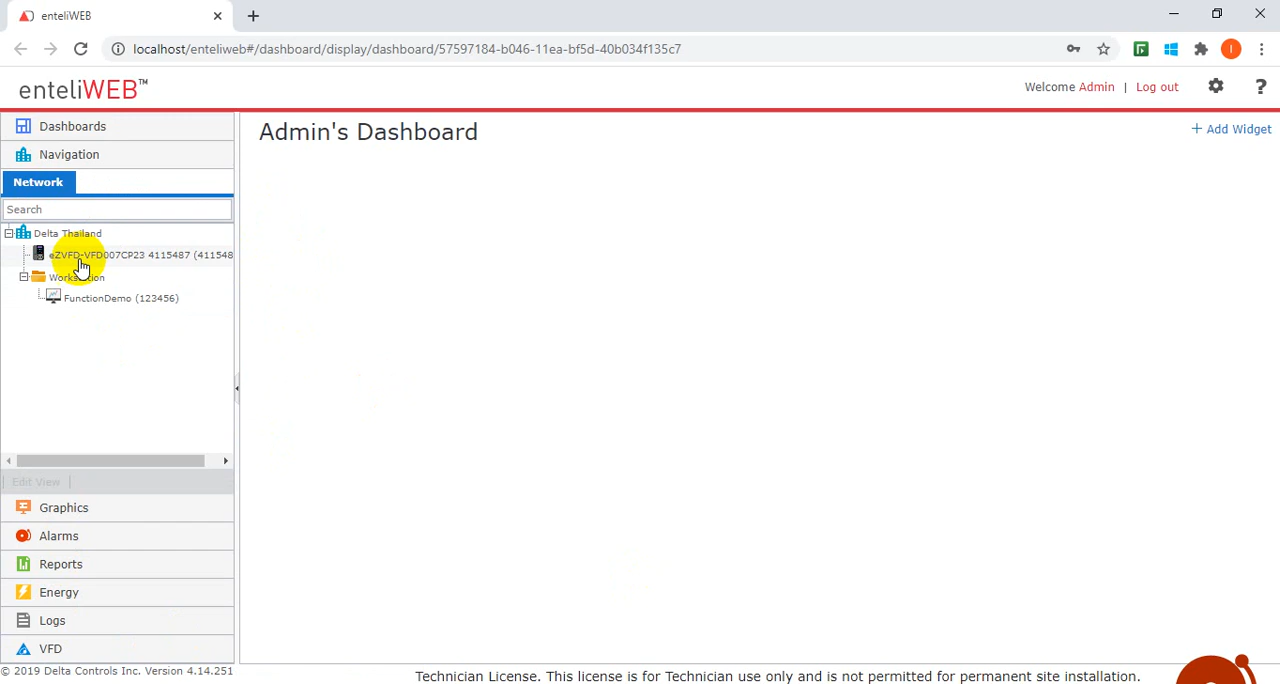 enteliWEB
localhost/enteliweb#/dashboard/display/dashboard/57597184-b046-11ea-bf5d-40b034f135c7
I
enteliWEB™
Welcome Admin | Log out
?
Dashboards
Navigation
Network
Search
Delta Thailand
eZVFD-VFD007CP23 4115487 (411548
Workstation
FunctionDemo (123456)
Edit View
Graphics
Alarms
Reports
Energy
Logs
VFD
© 2019 Delta Controls Inc. Version 4.14.251
Admin's Dashboard
+ Add Widget
Technician License. This license is for Technician use only and is not permitted for permanent site installation.